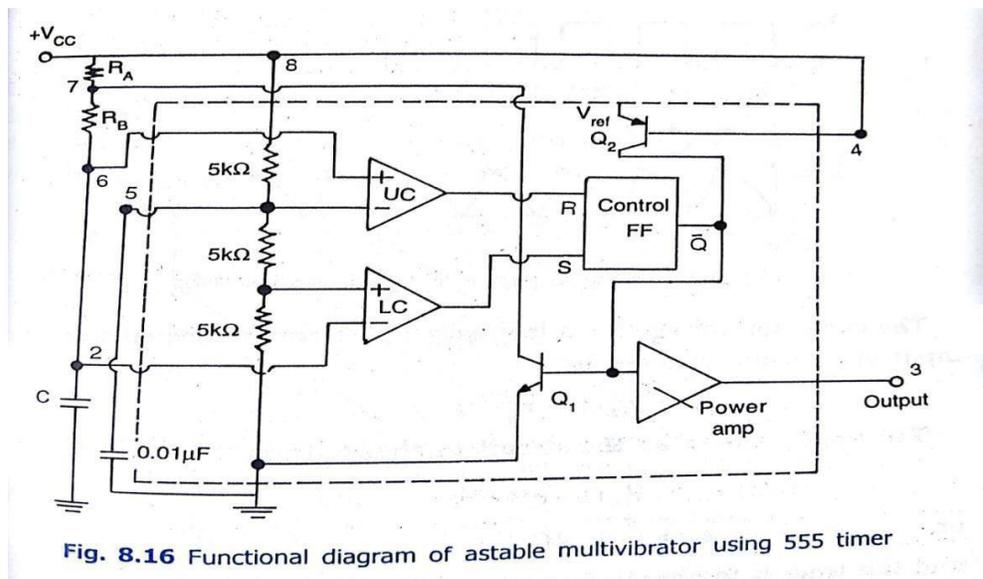 +VCC
8
RA
7
RB
Vref
Q2
4
6
5
5kΩ
+
UC
−
R
Control
FF
Q̄
5kΩ
S
+
LC
−
5kΩ
2
3
Output
Q1
Power
amp
C
0.01μF
Fig. 8.16 Functional diagram of astable multivibrator using 555 timer